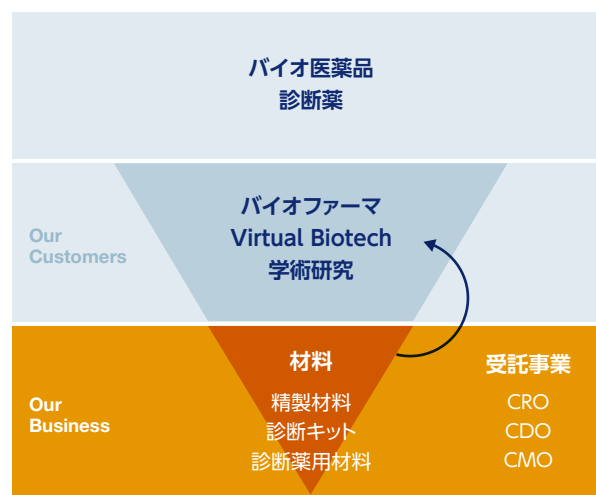 バイオ医薬品
診断薬
Our
Customers
バイオファーマ
Virtual Biotech
学術研究
Our
Business
材料
精製材料
診断キット
診断薬用材料
受託事業
CRO
CDO
CMO